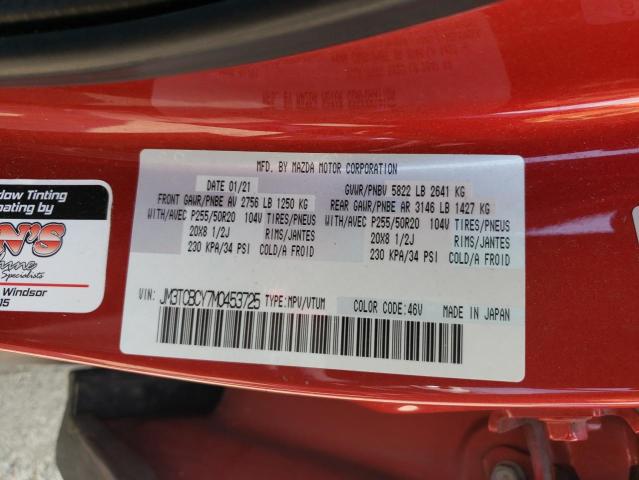 MFD. BY MAZDA MOTOR CORPORATION
DATE 01/21 GVWR/PNBV 5822 LB 2641 KG
FRONT GAWR/PNBE AV 2756 LB 1250 KG REAR GAWR/PNBE AR 3146 LB 1427 KG
WITH/AVEC P255/50R20 104V TIRES/PNEUS WITH/AVEC P255/50R20 104V TIRES/PNEUS
20X8 1/2J RIMS/JANTES 20X8 1/2J RIMS/JANTES
230 KPA/34 PSI COLD/A FROID 230 KPA/34 PSI COLD/A FROID
VIN: JM3TCBCY7M0453725 TYPE:MPV/VTUM COLOR CODE:46V MADE IN JAPAN
dow Tinting
ating by
N'S
Specialists
Windsor
15